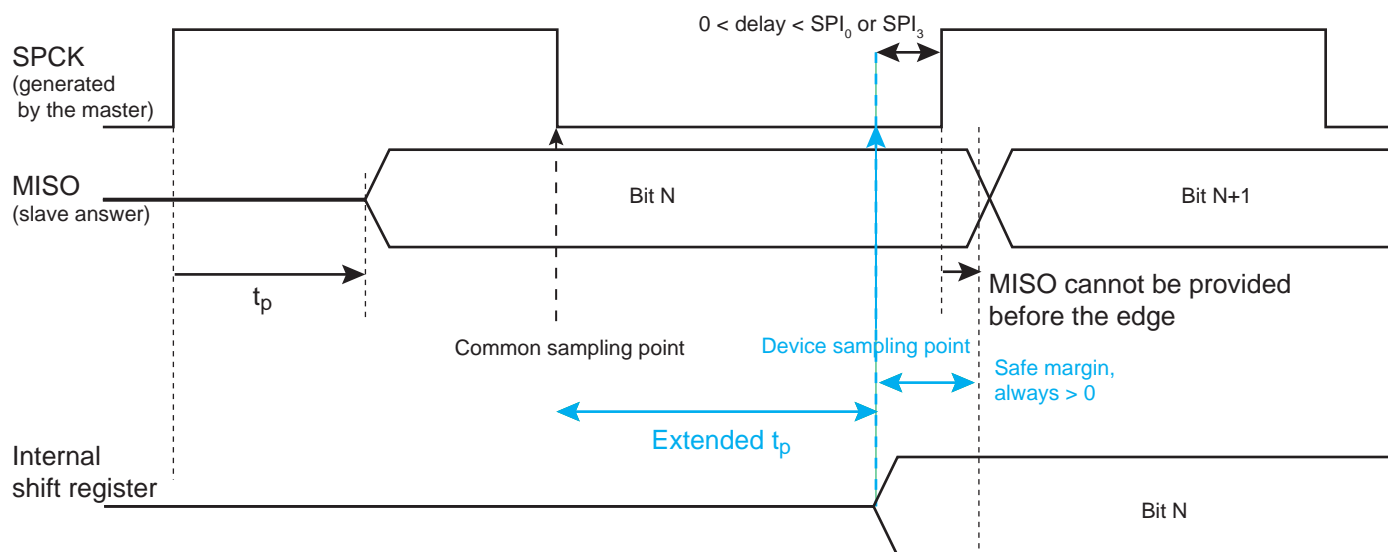 0 < delay < SPI0 or SPI3
SPCK
(generated
by the master)
MISO
(slave answer)
Bit N
Bit N+1
tp
MISO cannot be provided
before the edge
Common sampling point
Device sampling point
Safe margin,
always > 0
Extended tp
Internal
shift register
Bit N